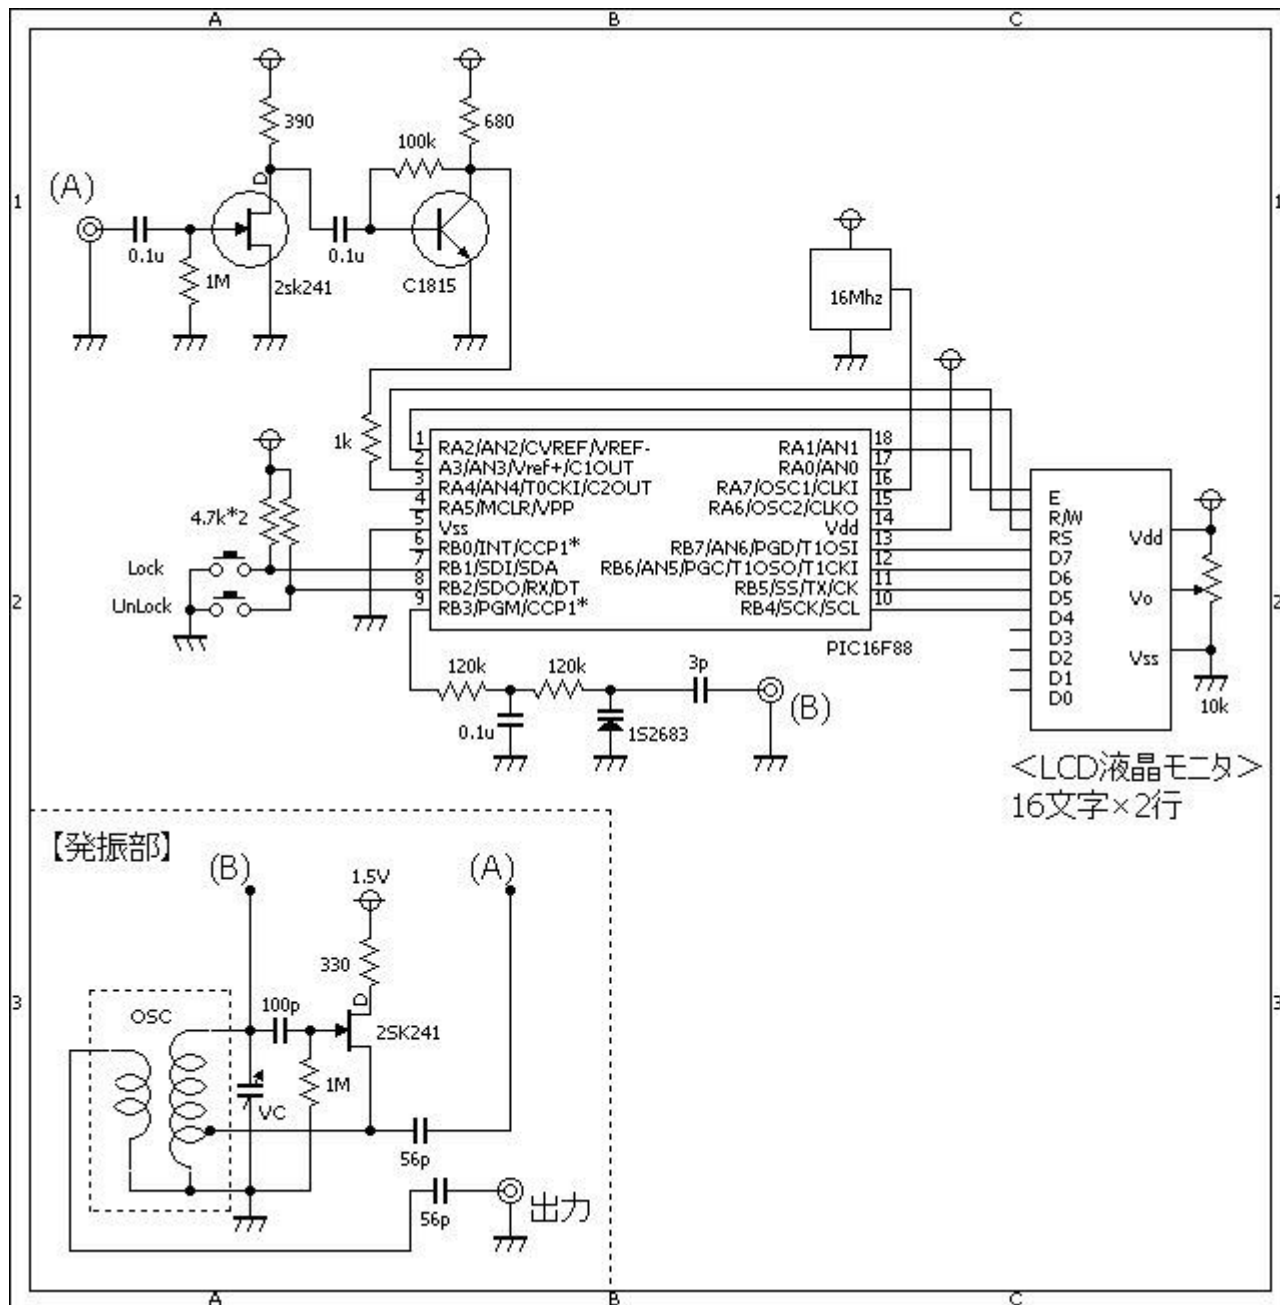 A
B
C
390
680
100k
(A)
D
1
1
0.1u
1M
2sk241
0.1u
C1815
16Mhz
1k
1
RA2/AN2/CVREF/VREF-
2
A3/AN3/Vref+/C1OUT
3
RA4/AN4/T0CKI/C2OUT
4
RA5/MCLR/VPP
5
Vss
6
RB0/INT/CCP1*
7
RB1/SDI/SDA
8
RB2/SDO/RX/DT
9
RB3/PGM/CCP1*
RA1/AN1
18
RA0/AN0
17
RA7/OSC1/CLKI
16
RA6/OSC2/CLKO
15
Vdd
14
RB7/AN6/PGD/T1OSI
13
RB6/AN5/PGC/T1OSO/T1CKI
12
RB5/SS/TX/CK
11
RB4/SCK/SCL
10
PIC16F88
4.7k*2
Lock
UnLock
2
2
E
R/W
RS
D7
D6
D5
D4
D3
D2
D1
D0
Vdd
Vo
Vss
10k
120k
120k
3p
0.1u
1S2683
(B)
<LCD液晶モニタ>
16文字×2行
【発振部】
(B)
(A)
1.5V
330
D
3
3
OSC
100p
2SK241
1M
VC
56p
56p
出力
A
B
C